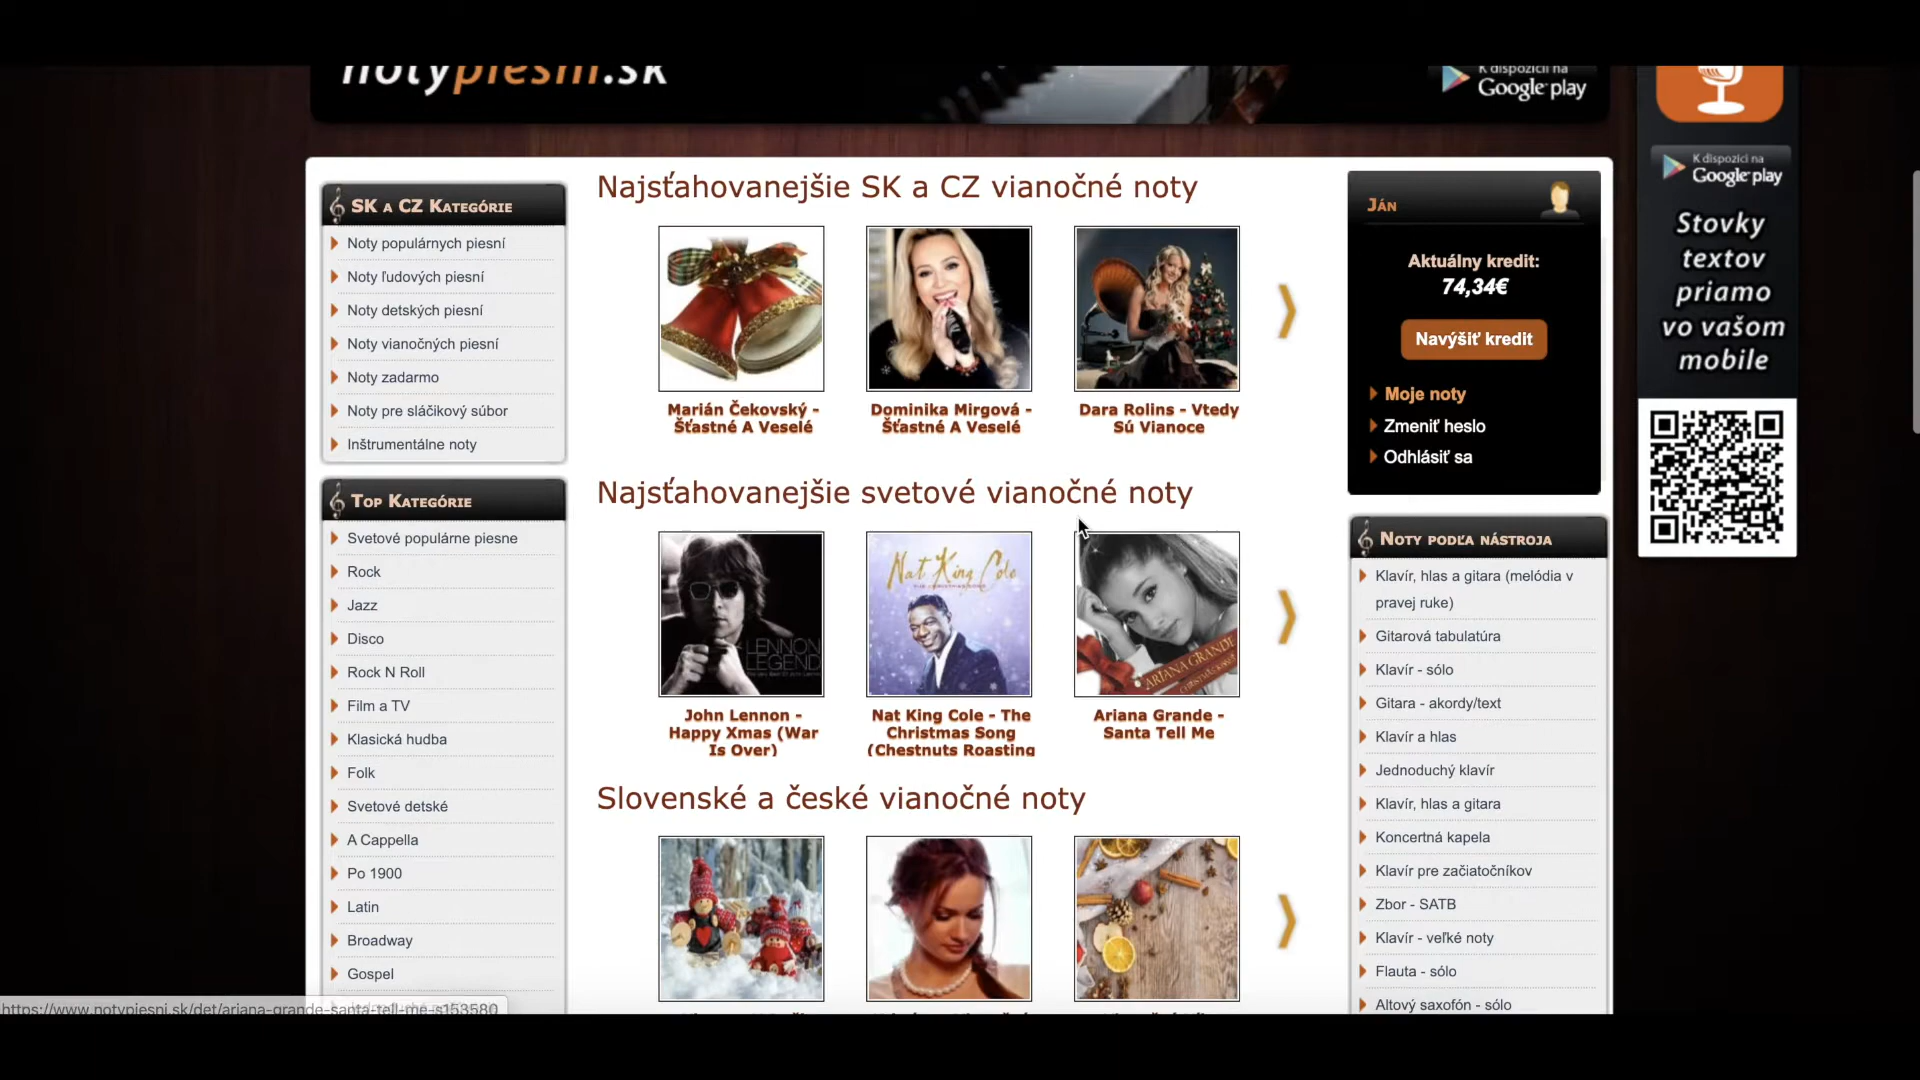 notypiesni.sk
K dispozícii na
Google play
SK a CZ Kategórie
Noty populárnych piesní
Noty ľudových piesní
Noty detských piesní
Noty vianočných piesní
Noty zadarmo
Noty pre sláčikový súbor
Inštrumentálne noty
Top Kategórie
Svetové populárne piesne
Rock
Jazz
Disco
Rock N Roll
Film a TV
Klasická hudba
Folk
Svetové detské
A Cappella
Po 1900
Latin
Broadway
Gospel
https://www.notypiesni.sk/det/ariana-grande-santa-tell-me-s153580
Najsťahovanejšie SK a CZ vianočné noty
Marián Čekovský -
Šťastné A Veselé
Dominika Mirgová -
Šťastné A Veselé
Dara Rolins - Vtedy
Sú Vianoce
Najsťahovanejšie svetové vianočné noty
LENNON
LEGEND
Nat King Cole
ARIANA GRANDE
John Lennon -
Happy Xmas (War
Is Over)
Nat King Cole - The
Christmas Song
(Chestnuts Roasting
Ariana Grande -
Santa Tell Me
Slovenské a české vianočné noty
Ján
Aktuálny kredit:
74,34€
Navýšiť kredit
Moje noty
Zmeniť heslo
Odhlásiť sa
Noty podľa nástroja
Klavír, hlas a gitara (melódia v
pravej ruke)
Gitarová tabulatúra
Klavír - sólo
Gitara - akordy/text
Klavír a hlas
Jednoduchý klavír
Klavír, hlas a gitara
Koncertná kapela
Klavír pre začiatočníkov
Zbor - SATB
Klavír - veľké noty
Flauta - sólo
Altový saxofón - sólo
K dispozíci na
Google play
Stovky
textov
priamo
vo vašom
mobile